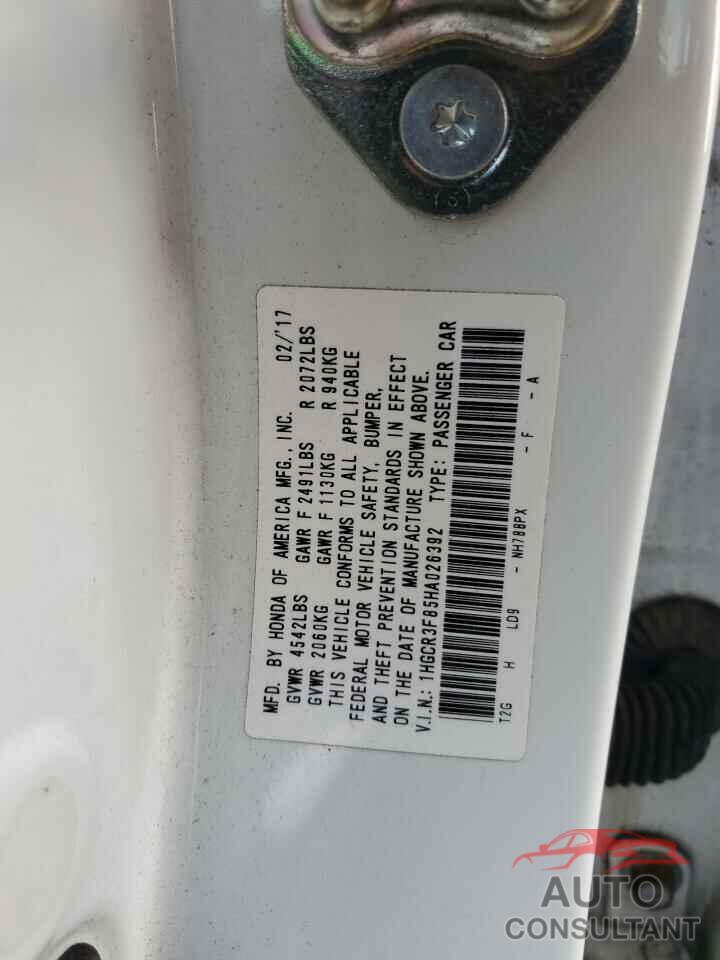 MFD. BY HONDA OF AMERICA MFG., INC. 02/'17
GVWR 4542LBS GAWR F 2491LBS R 2072LBS
GVWR 2060KG GAWR F 1130KG R 940KG
THIS VEHICLE CONFORMS TO ALL APPLICABLE
FEDERAL MOTOR VEHICLE SAFETY, BUMPER,
AND THEFT PREVENTION STANDARDS IN EFFECT
ON THE DATE OF MANUFACTURE SHOWN ABOVE.
V.I.N.: 1HGCR3F85HA026392 TYPE: PASSENGER CAR
T2G H LD9 - NH788PX - F - A
AUTO
CONSULTANT